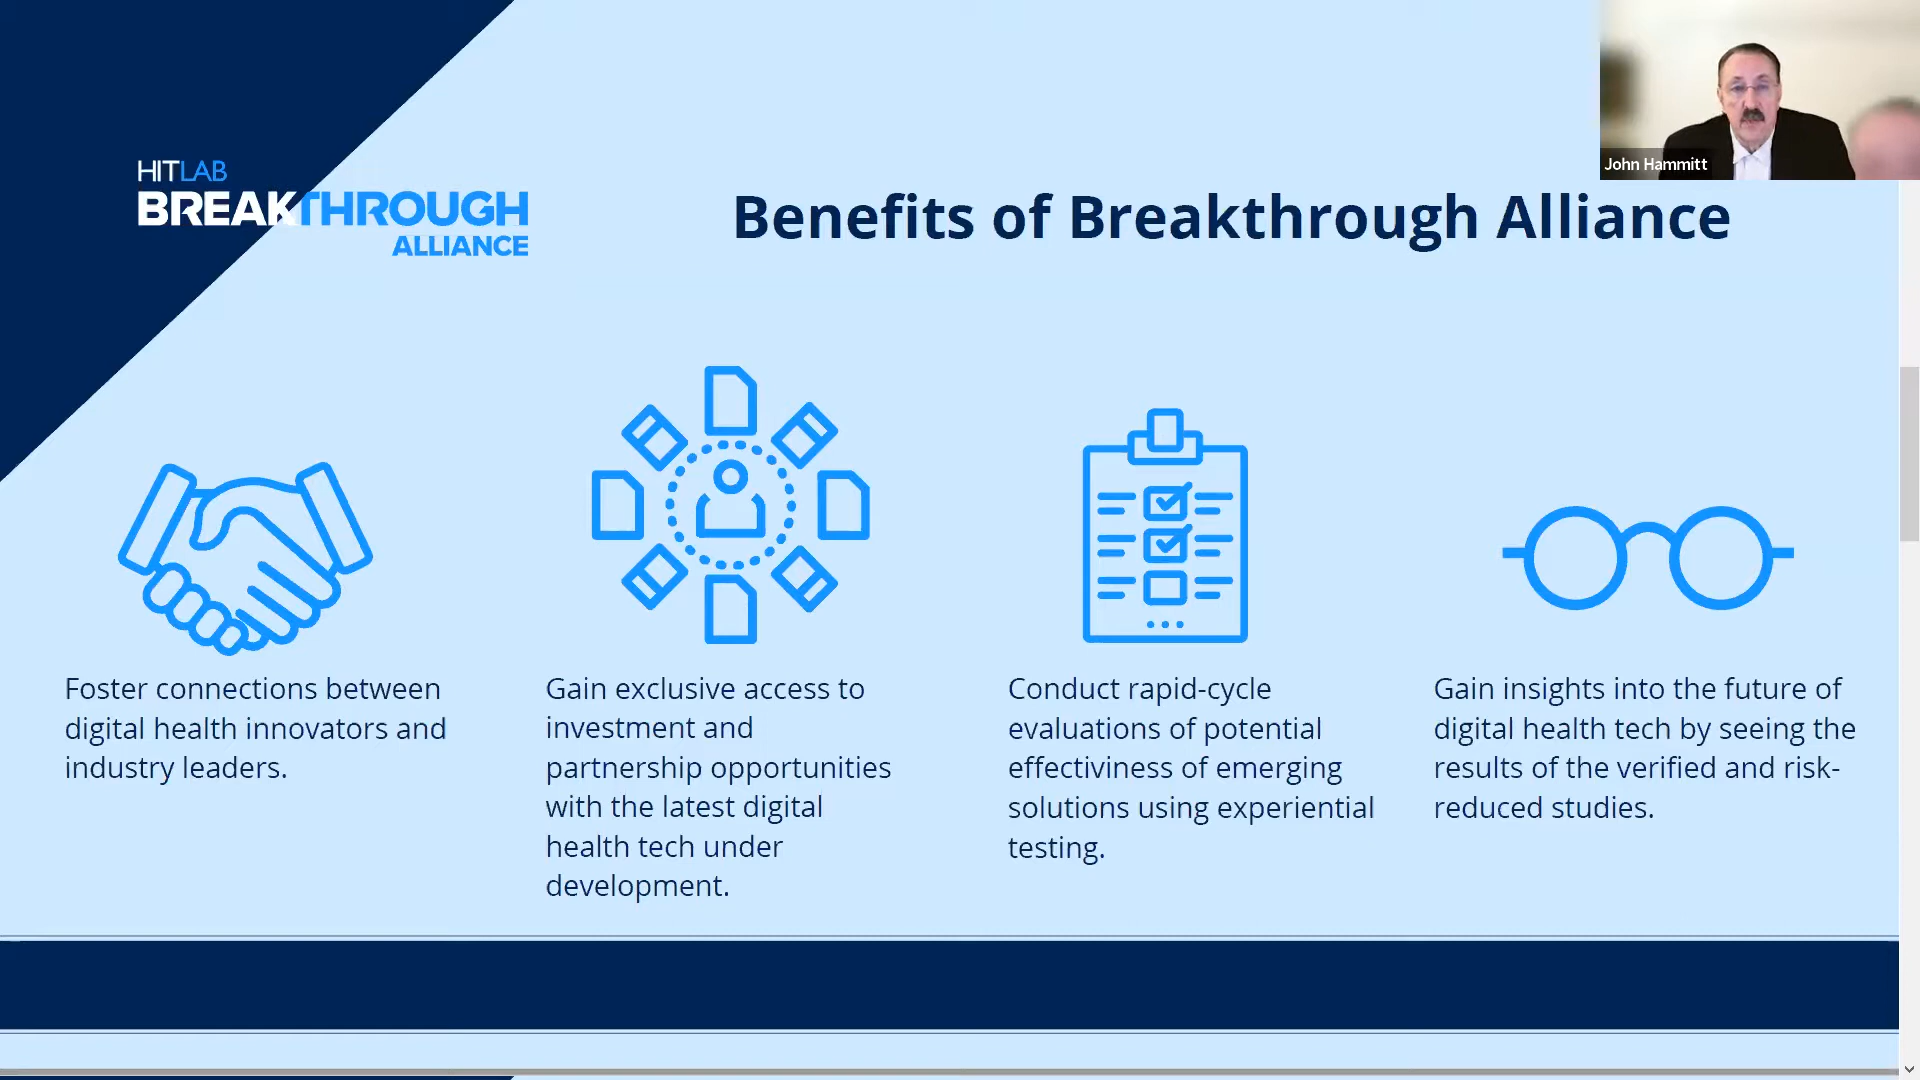 John Hammitt
HITLAB
BREAKTHROUGH
ALLIANCE
Benefits of Breakthrough Alliance
Foster connections between
digital health innovators and
industry leaders.
Gain exclusive access to
investment and
partnership opportunities
with the latest digital
health tech under
development.
Conduct rapid-cycle
evaluations of potential
effectiviness of emerging
solutions using experiential
testing.
Gain insights into the future of
digital health tech by seeing the
results of the verified and risk-
reduced studies.